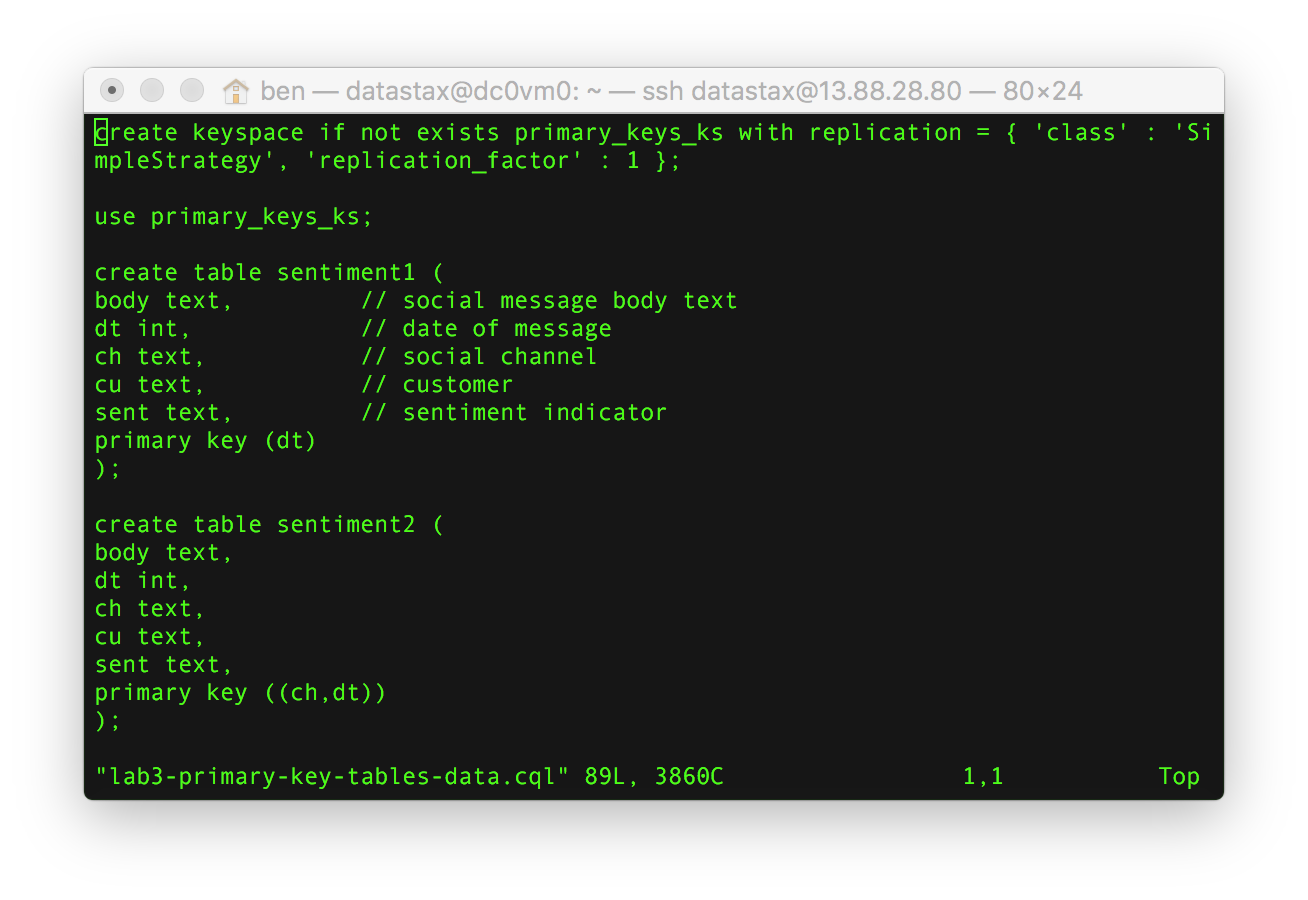 ben — datastax@dc0vm0: ~ — ssh datastax@13.88.28.80 — 80×24
create keyspace if not exists primary_keys_ks with replication = { 'class' : 'Si
mpleStrategy', 'replication_factor' : 1 };
use primary_keys_ks;
create table sentiment1 (
body text,         // social message body text
dt int,            // date of message
ch text,           // social channel
cu text,           // customer
sent text,         // sentiment indicator
primary key (dt)
);
create table sentiment2 (
body text,
dt int,
ch text,
cu text,
sent text,
primary key ((ch,dt))
);
"lab3-primary-key-tables-data.cql" 89L, 3860C                 1,1           Top